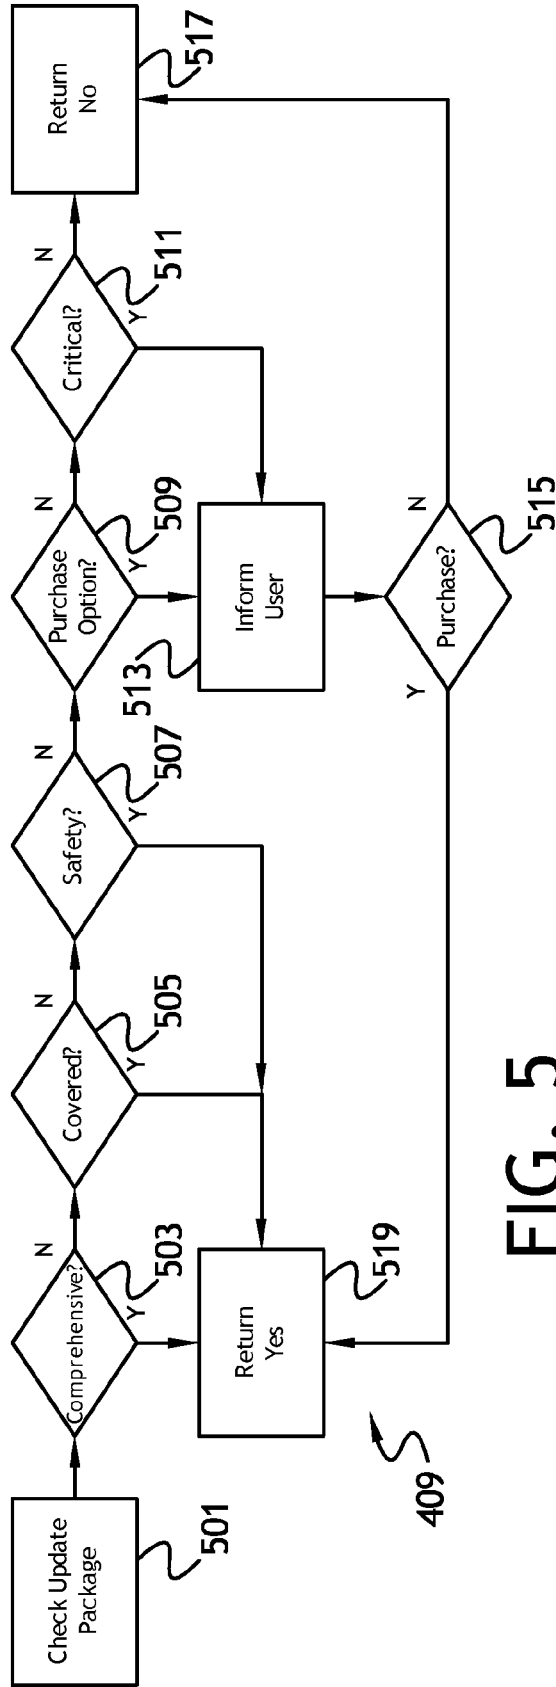 Check Update
Package
501
Comprehensive?
N
Y
503
Covered?
N
Y
505
Safety?
N
Y
507
Purchase
Option?
N
Y
509
Critical?
N
Y
511
Return
No
517
Return
Yes
519
Inform
User
513
Purchase?
Y
N
515
409
FIG. 5